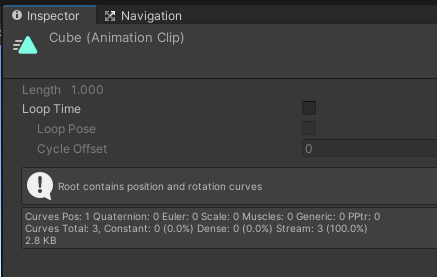 Inspector
Navigation
Cube (Animation Clip)
Length 1.000
Loop Time
Loop Pose
Cycle Offset
0
Root contains position and rotation curves
Curves Pos: 1 Quaternion: 0 Euler: 0 Scale: 0 Muscles: 0 Generic: 0 PPtr: 0
Curves Total: 3, Constant: 0 (0.0%) Dense: 0 (0.0%) Stream: 3 (100.0%)
2.8 KB